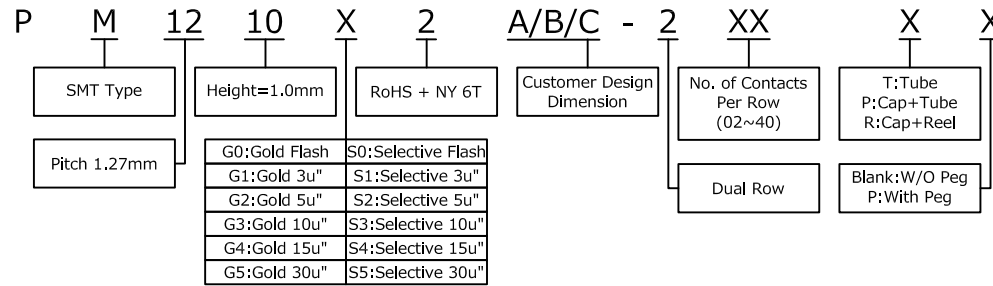 P M 12 10 X 2 A/B/C - 2 XX X X
SMT Type
Height=1.0mm
RoHS + NY 6T
Customer Design
Dimension
No. of Contacts
Per Row
(02~40)
T:Tube
P:Cap+Tube
R:Cap+Reel
Pitch 1.27mm
G0:Gold Flash S0:Selective Flash
G1:Gold 3u" S1:Selective 3u"
G2:Gold 5u" S2:Selective 5u"
G3:Gold 10u" S3:Selective 10u"
G4:Gold 15u" S4:Selective 15u"
G5:Gold 30u" S5:Selective 30u"
Dual Row
Blank:W/O Peg
P:With Peg